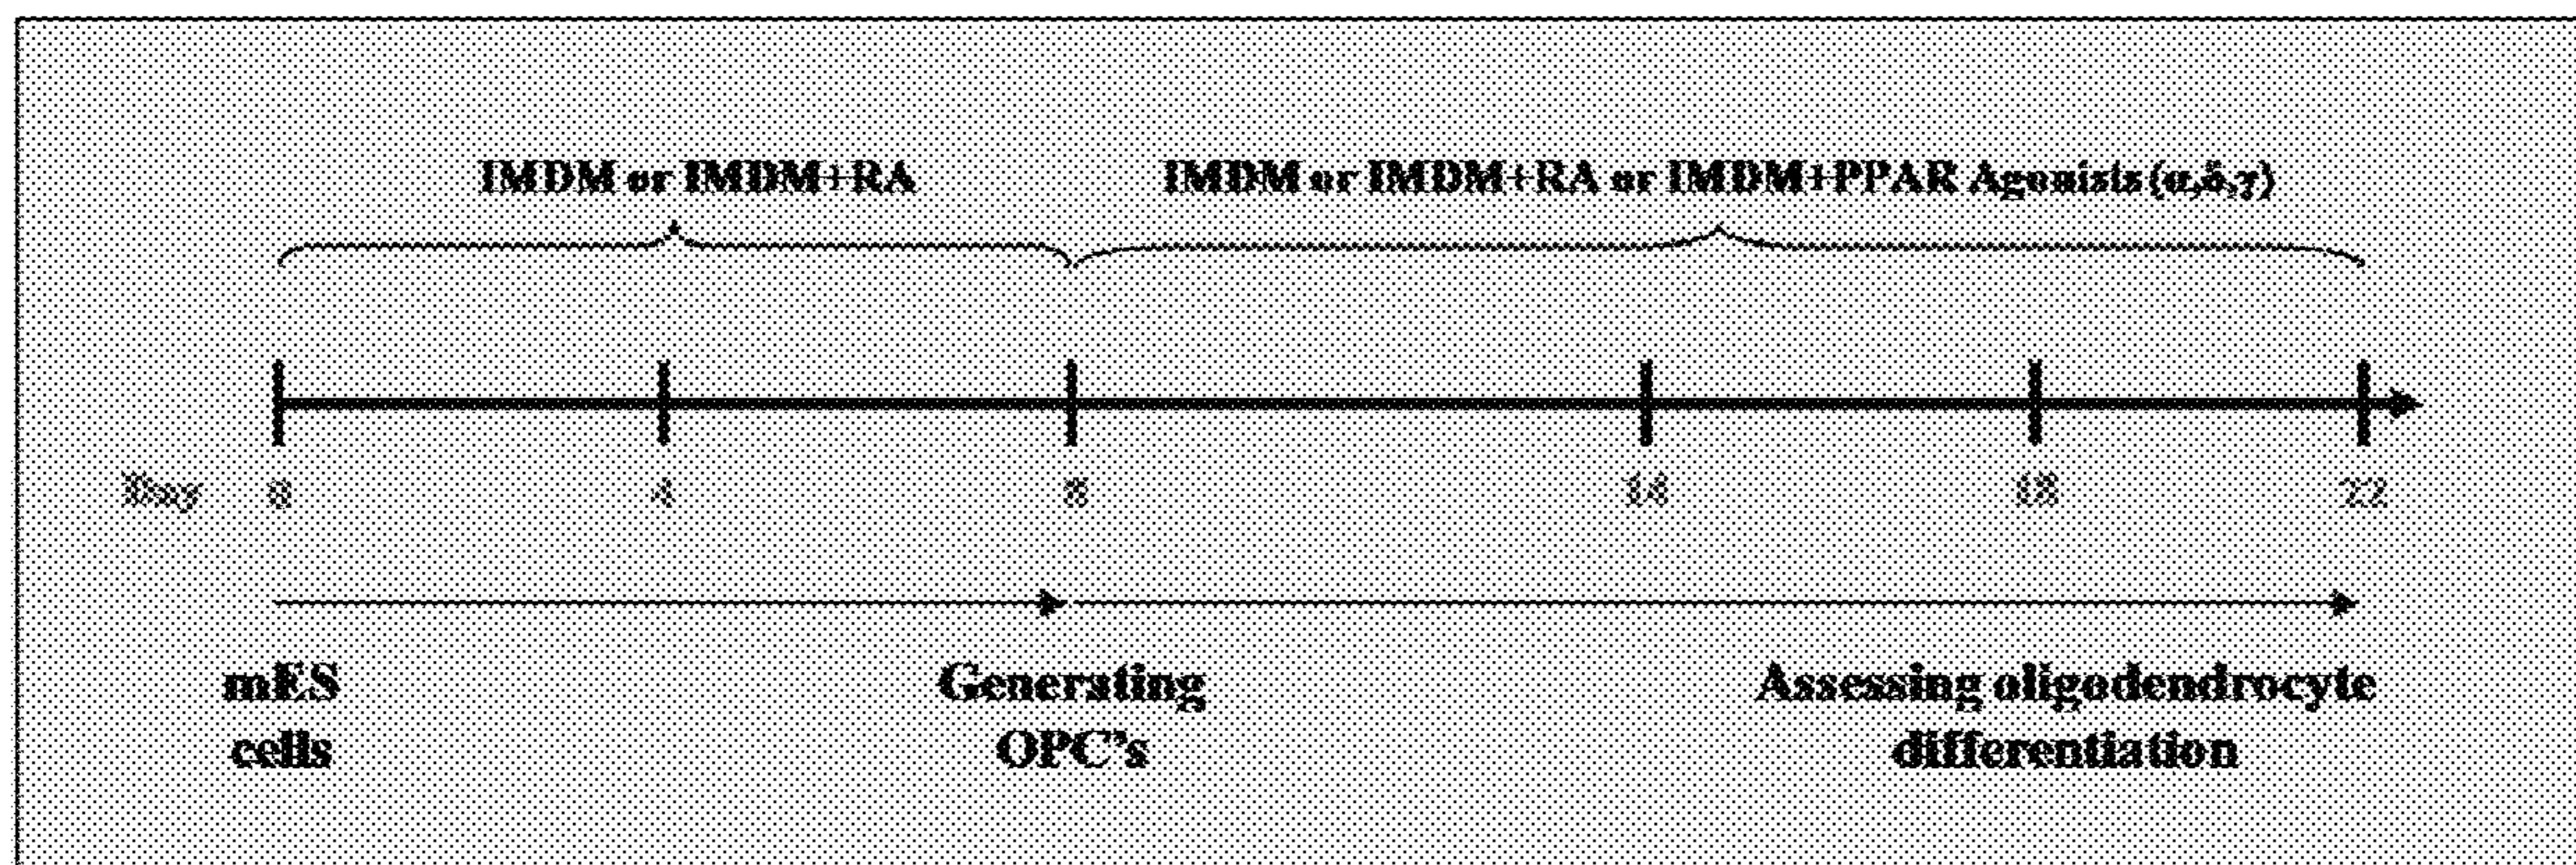 IMDM or IMDM+RA
IMDM or IMDM+RA or IMDM+PPAR Agonists (α,δ,γ)
Day 0 4 8 14 18 22
mES
cells
Generating
OPC's
Assessing oligodendrocyte
differentiation